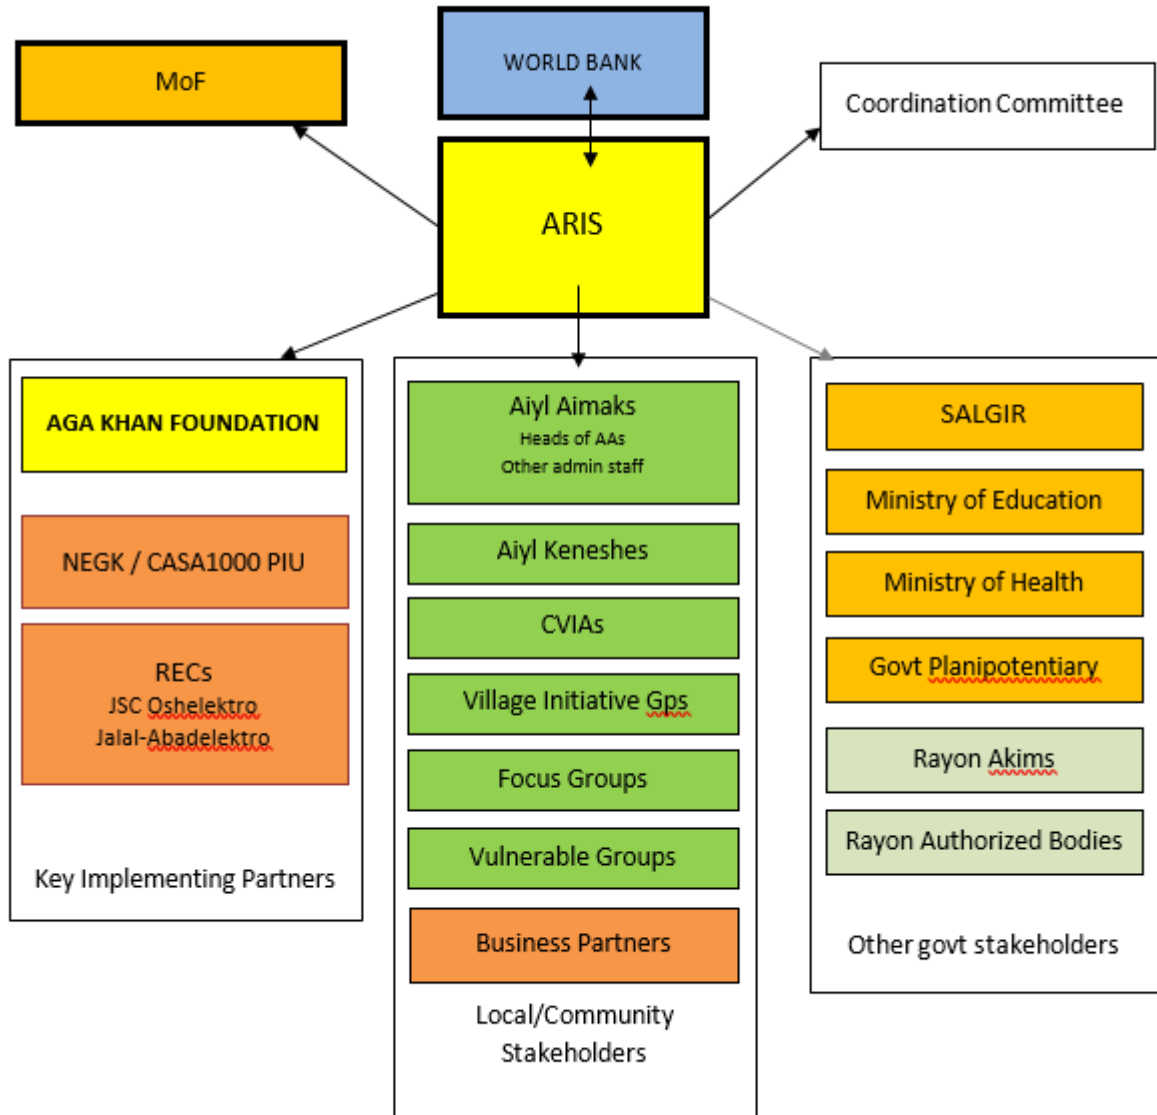 MoF
WORLD BANK
Coordination Committee
ARIS
AGA KHAN FOUNDATION
NEGK / CASA1000 PIU
RECs
JSC Oshelektro
Jalal-Abadelektro
Key Implementing Partners
Aiyl Aimaks
Heads of AAs
Other admin staff
Aiyl Keneshes
CVIAs
Village Initiative Gps
Focus Groups
Vulnerable Groups
Business Partners
Local/Community
Stakeholders
SALGIR
Ministry of Education
Ministry of Health
Govt Planipotentiary
Rayon Akims
Rayon Authorized Bodies
Other govt stakeholders